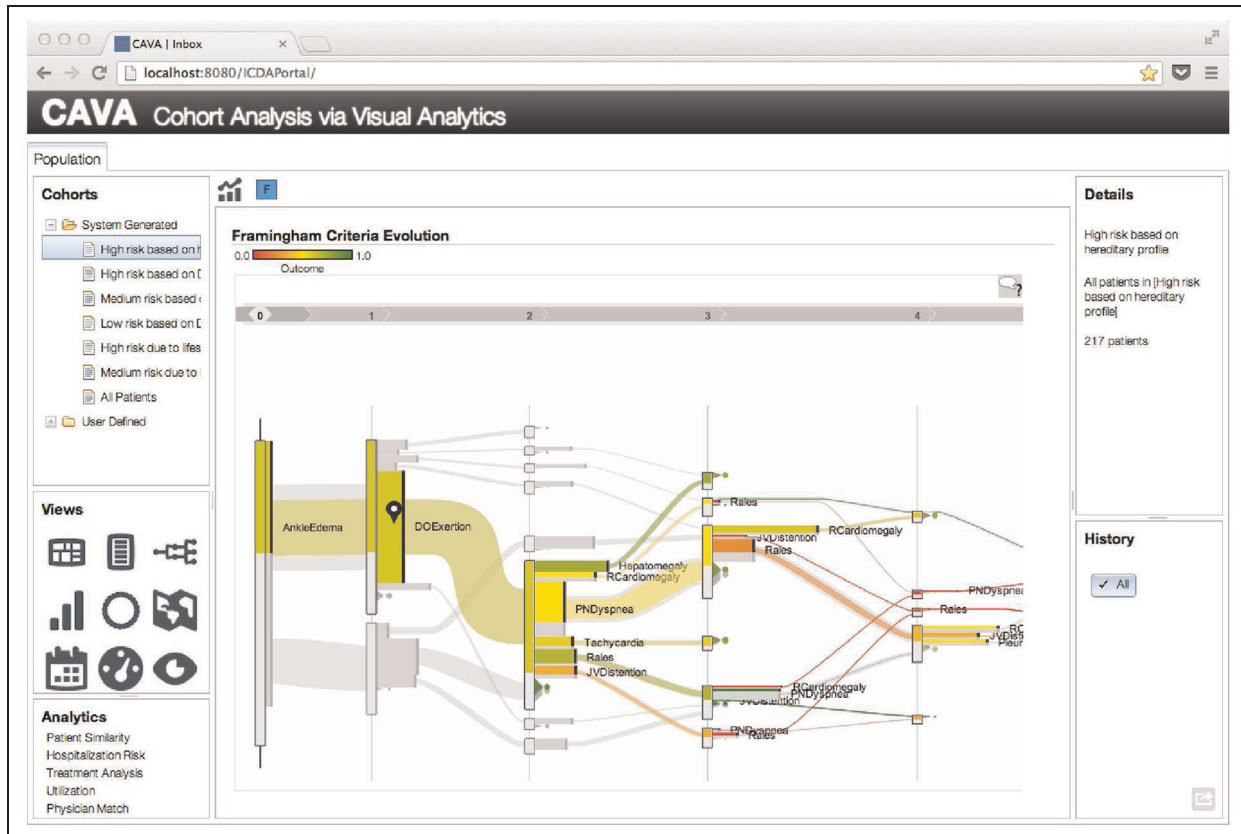 CAVA | Inbox
localhost:8080/ICDAPortal/
CAVA Cohort Analysis via Visual Analytics
Population
Cohorts
System Generated
High risk based on h
High risk based on D
Medium risk based
Low risk based on D
High risk due to lifes
Medium risk due to
All Patients
User Defined
Views
Analytics
Patient Similarity
Hospitalization Risk
Treatment Analysis
Utilization
Physician Match
F
Framingham Criteria Evolution
0.0 1.0
Outcome
?
0 1 2 3 4
AnkleEdema
DOExertion
Hepatomegaly
RCardiomegaly
PNDyspnea
Tachycardia
Rales
JVDistention
Rales
RCardiomegaly
JVDistention
Rales
RCardiomegaly
PNDyspnea
JVDistention
PNDyspnea
Rales
PNDyspnea
Rales
RC
JVDisti
Pleur
Details
High risk based on
hereditary profile
All patients in [High risk
based on hereditary
profile]
217 patients
History
✓ All